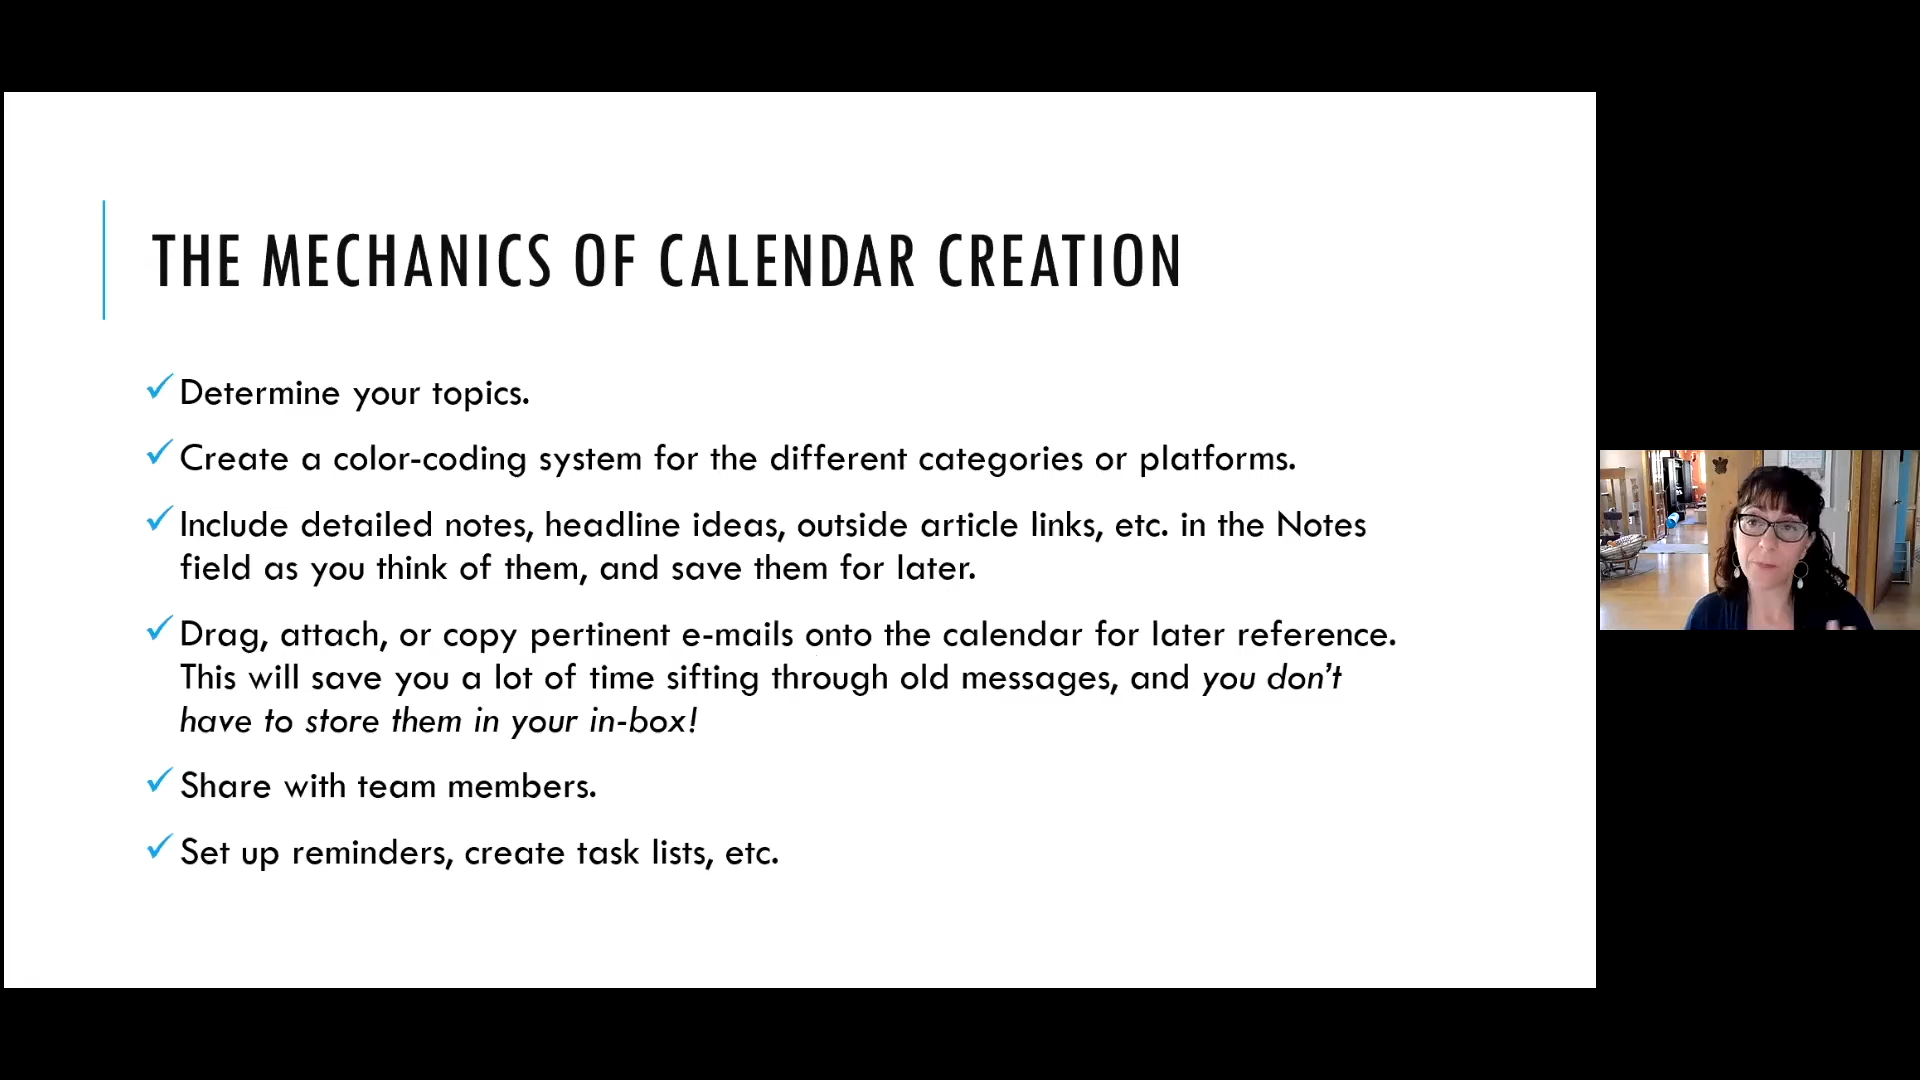 THE MECHANICS OF CALENDAR CREATION
Determine your topics.
Create a color-coding system for the different categories or platforms.
Include detailed notes, headline ideas, outside article links, etc. in the Notes
field as you think of them, and save them for later.
Drag, attach, or copy pertinent e-mails onto the calendar for later reference.
This will save you a lot of time sifting through old messages, and you don't
have to store them in your in-box!
Share with team members.
Set up reminders, create task lists, etc.